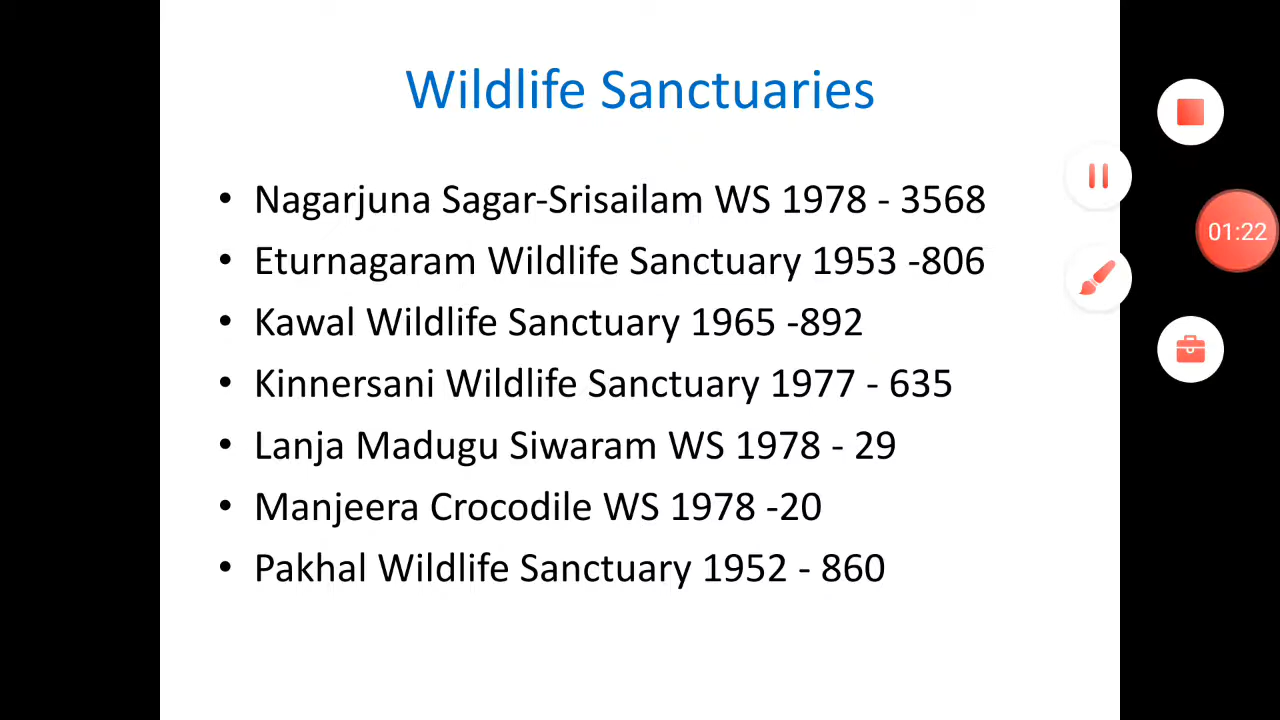 Wildlife Sanctuaries
• Nagarjuna Sagar-Srisailam WS 1978 - 3568
• Eturnagaram Wildlife Sanctuary 1953 -806
• Kawal Wildlife Sanctuary 1965 -892
• Kinnersani Wildlife Sanctuary 1977 - 635
• Lanja Madugu Siwaram WS 1978 - 29
• Manjeera Crocodile WS 1978 -20
• Pakhal Wildlife Sanctuary 1952 - 860
01:22